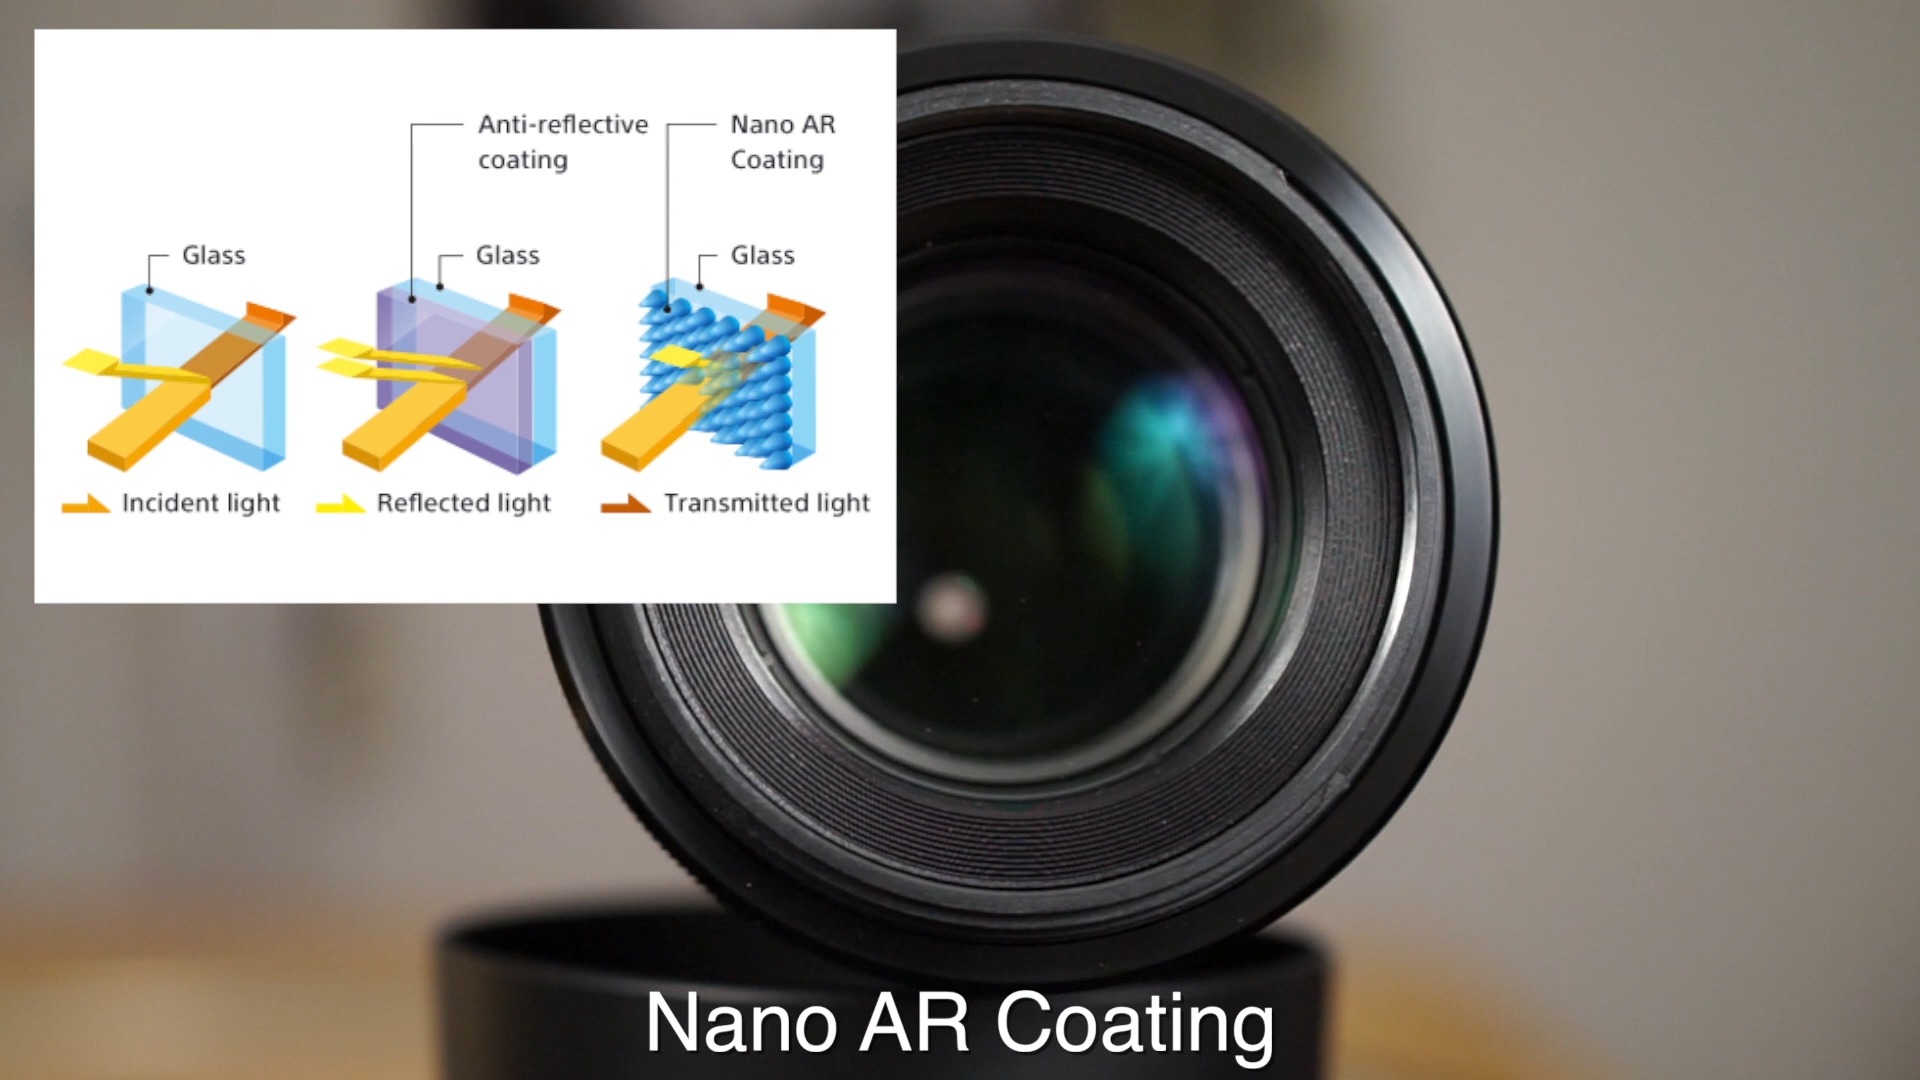 Anti-reflective
coating
Nano AR
Coating
Glass
Glass
Glass
Incident light
Reflected light
Transmitted light
Nano AR Coating